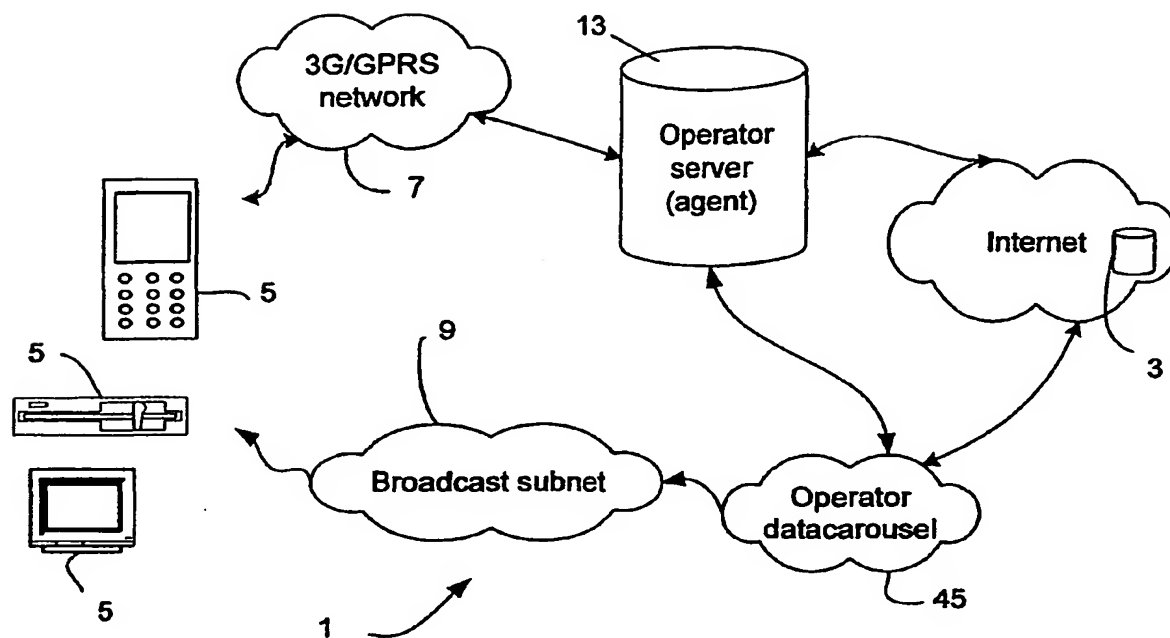 13
3G/GPRS
network
7
Operator
server
(agent)
Internet
3
5
9
5
Broadcast subnet
Operator
datacarousel
5
1
45